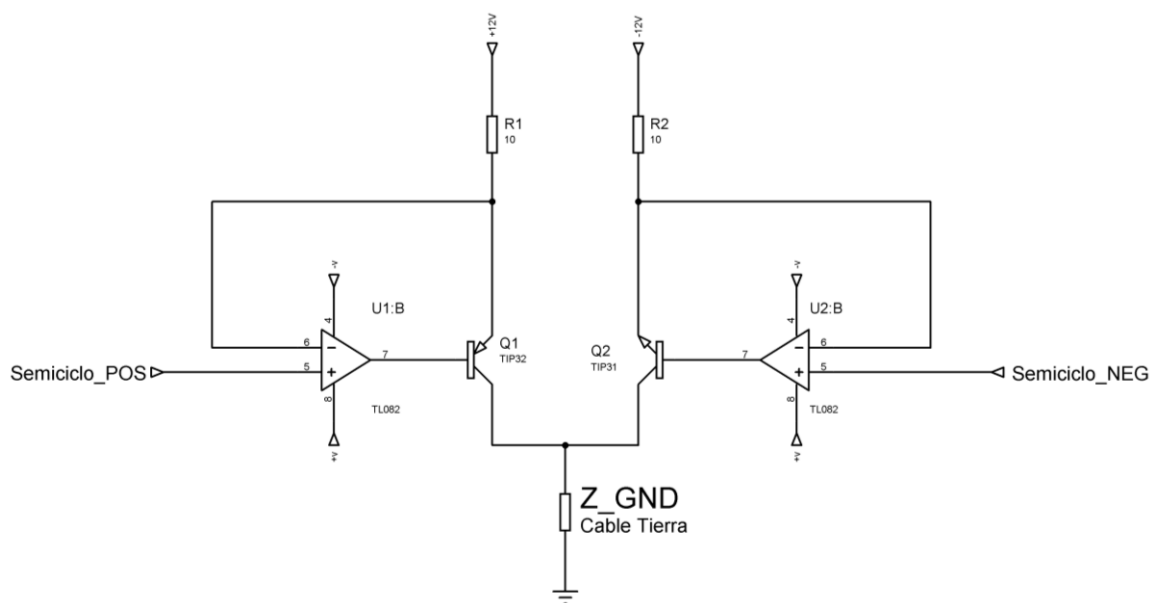 +12V
-12V
R1
10
R2
10
-V
-V
U1:B
U2:B
4
4
6
5
7
8
Q1
TIP32
Q2
TIP31
7
6
5
8
Semiciclo_POS
Semiciclo_NEG
TL082
TL082
+V
+V
Z_GND
Cable Tierra